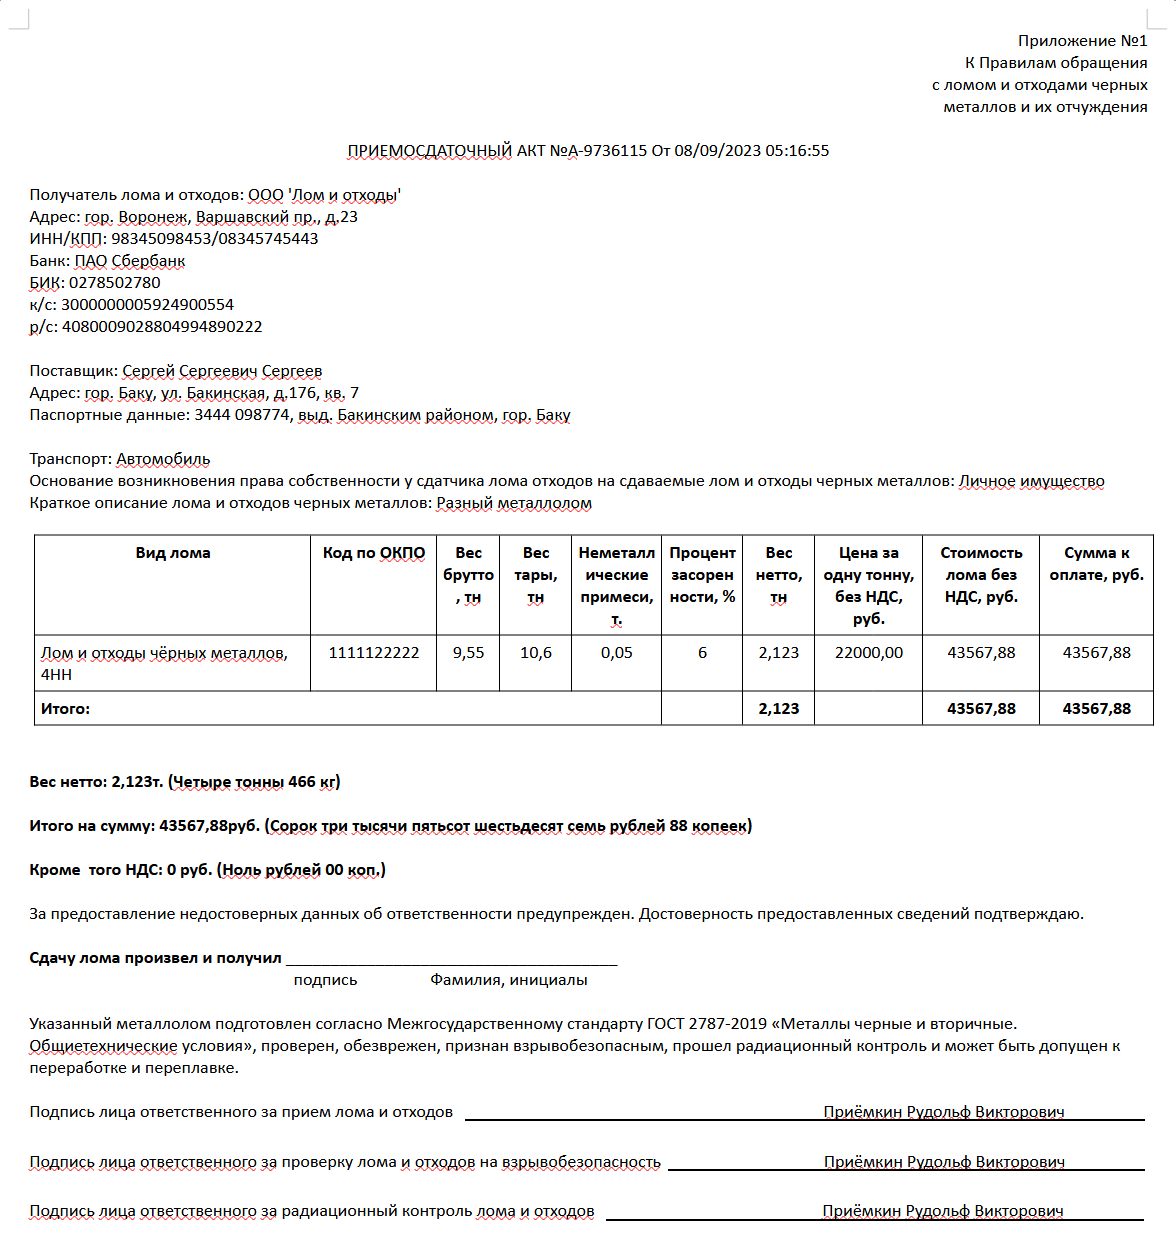 Приложение №1
К Правилам обращения
с ломом и отходами черных
металлов и их отчуждения
ПРИЕМОСДАТОЧНЫЙ АКТ №А-9736115 От 08/09/2023 05:16:55
Получатель лома и отходов: ООО 'Лом и отходы'
Адрес: гор. Воронеж, Варшавский пр., д.23
ИНН/КПП: 98345098453/08345745443
Банк: ПАО Сбербанк
БИК: 0278502780
к/с: 3000000005924900554
р/с: 4080009028804994890222
Поставщик: Сергей Сергеевич Сергеев
Адрес: гор. Баку, ул. Бакинская, д.176, кв. 7
Паспортные данные: 3444 098774, выд. Бакинским районом, гор. Баку
Транспорт: Автомобиль
Основание возникновения права собственности у сдатчика лома отходов на сдаваемые лом и отходы черных металлов: Личное имущество
Краткое описание лома и отходов черных металлов: Разный металлолом
Вид лома Код по ОКПО Вес Вес Неметалл Процент Вес Цена за Стоимость Сумма к
брутто тары, ические засорен нетто, одну тонну, лома без оплате, руб.
, тн тн примеси, ности, % тн без НДС, НДС, руб.
т. руб.
Лом и отходы чёрных металлов, 1111122222 9,55 10,6 0,05 6 2,123 22000,00 43567,88 43567,88
4НН
Итого: 2,123 43567,88 43567,88
Вес нетто: 2,123т. (Четыре тонны 466 кг)
Итого на сумму: 43567,88руб. (Сорок три тысячи пятьсот шестьдесят семь рублей 88 копеек)
Кроме  того НДС: 0 руб. (Ноль рублей 00 коп.)
За предоставление недостоверных данных об ответственности предупрежден. Достоверность предоставленных сведений подтверждаю.
Сдачу лома произвел и получил ____________________________________
подпись Фамилия, инициалы
Указанный металлолом подготовлен согласно Межгосударственному стандарту ГОСТ 2787-2019 «Металлы черные и вторичные.
Общиетехнические условия», проверен, обезврежен, признан взрывобезопасным, прошел радиационный контроль и может быть допущен к
переработке и переплавке.
Подпись лица ответственного за прием лома и отходов Приёмкин Рудольф Викторович
Подпись лица ответственного за проверку лома и отходов на взрывобезопасность Приёмкин Рудольф Викторович
Подпись лица ответственного за радиационный контроль лома и отходов Приёмкин Рудольф Викторович